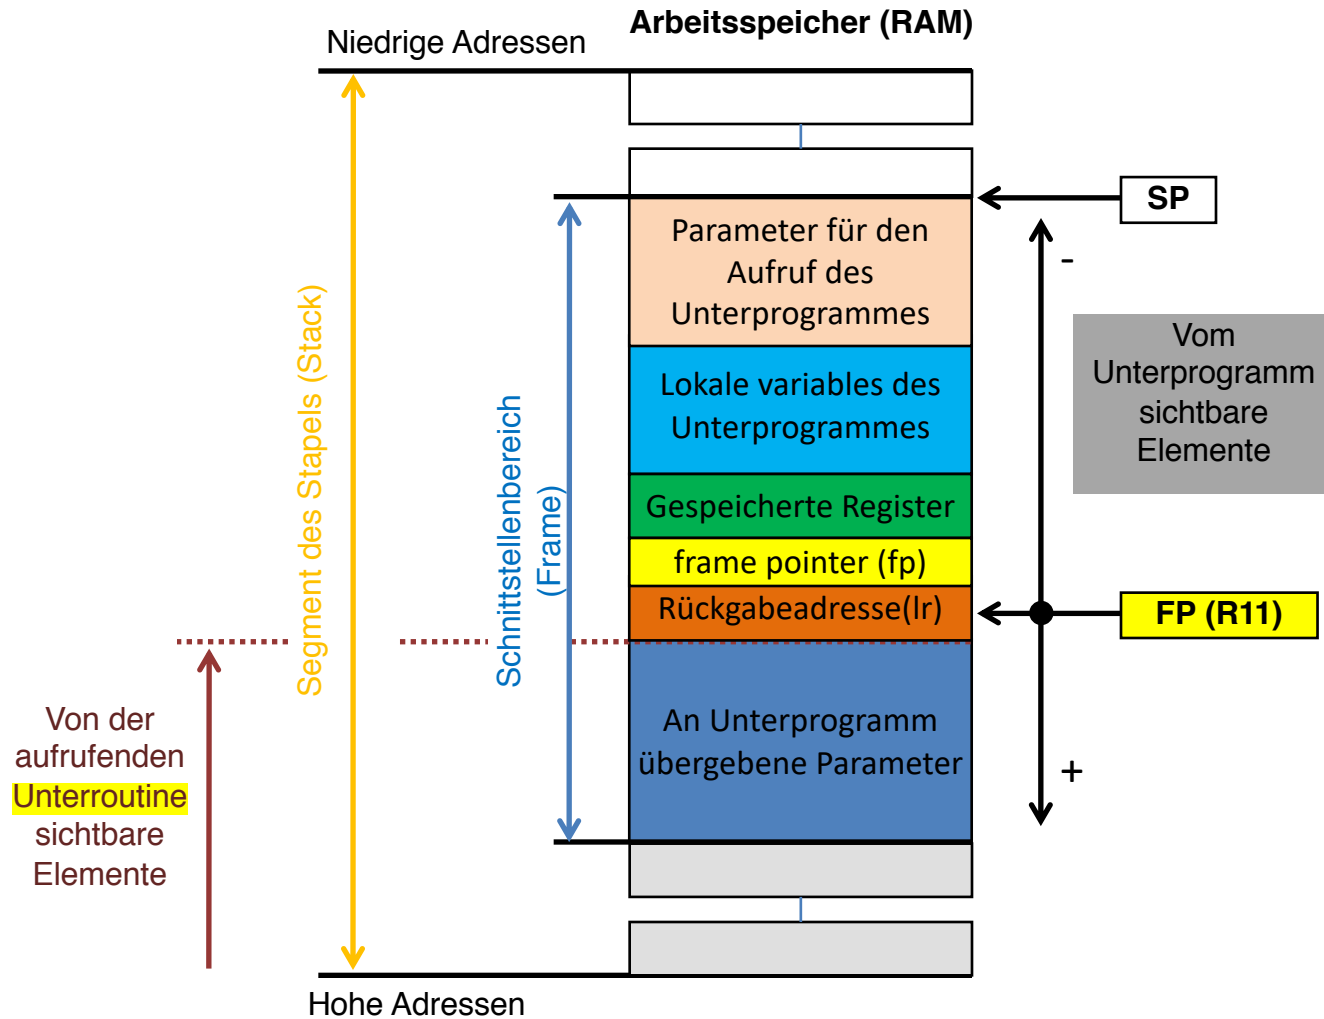 Arbeitsspeicher (RAM)
Niedrige Adressen
SP
Parameter für den
Aufruf des
Unterprogrammes
-
Vom
Unterprogramm
sichtbare
Elemente
Segment des Stapels (Stack)
Schnittstellenbereich
(Frame)
Lokale variables des
Unterprogrammes
Gespeicherte Register
frame pointer (fp)
Rückgabeadresse(lr)
FP (R11)
An Unterprogramm
übergebene Parameter
+
Von der
aufrufenden
Unterroutine
sichtbare
Elemente
Hohe Adressen